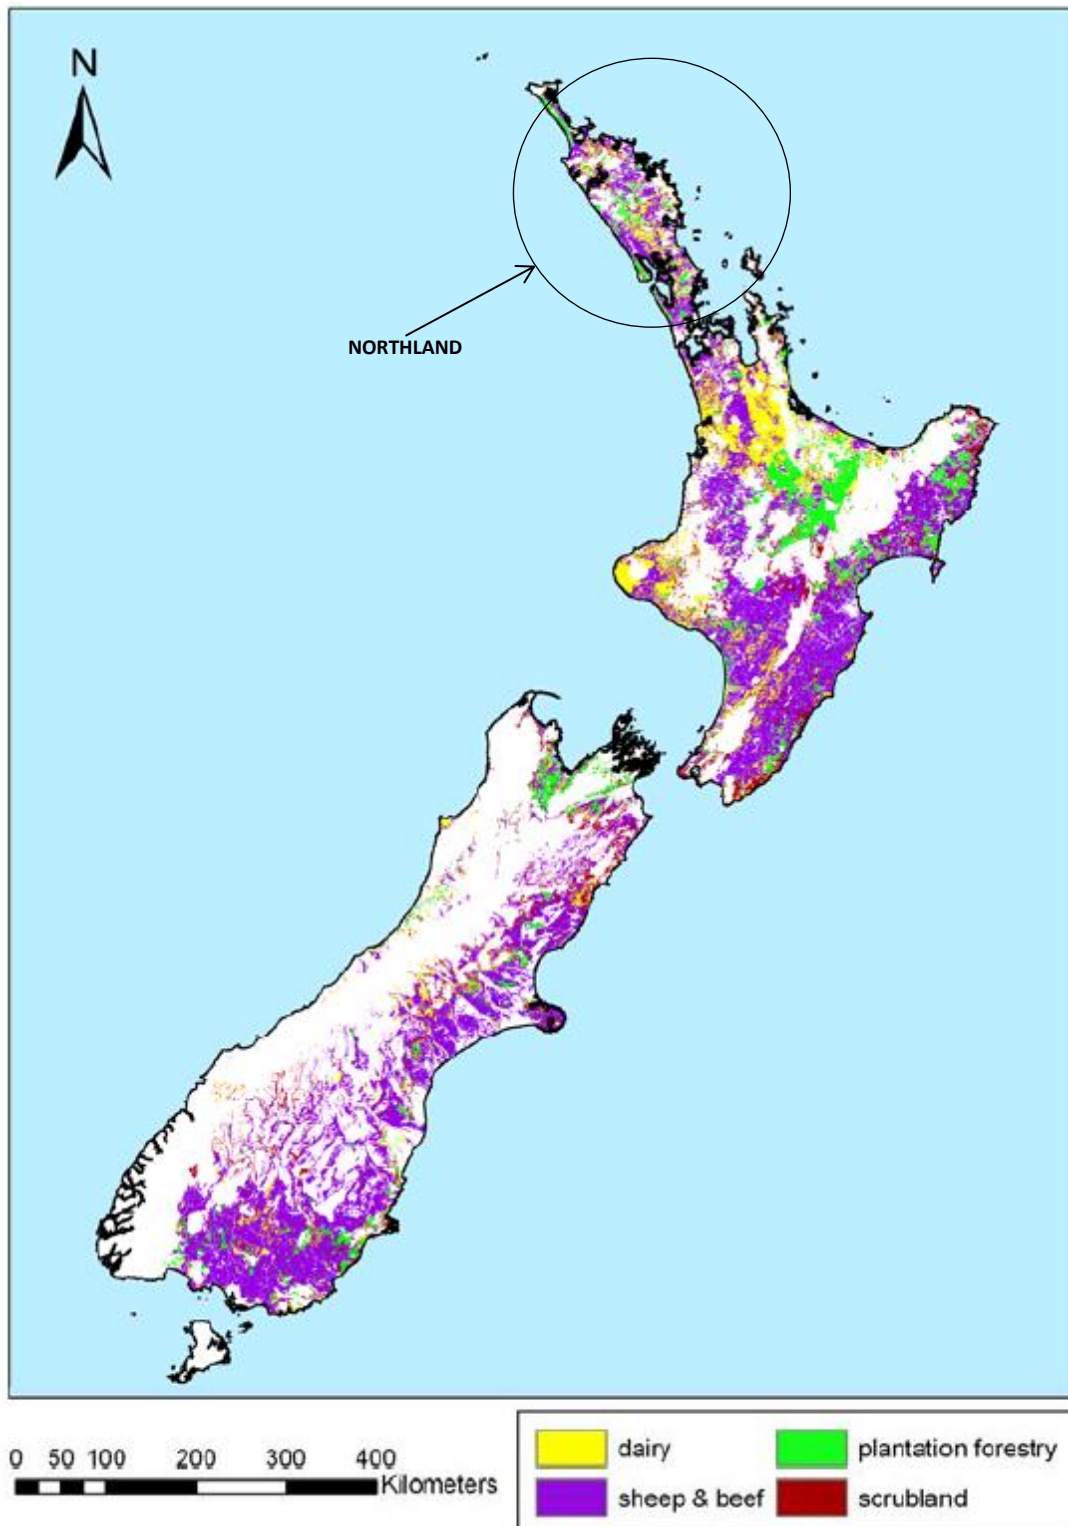 N
NORTHLAND
0 50 100 200 300 400
Kilometers
dairy
plantation forestry
sheep & beef
scrubland